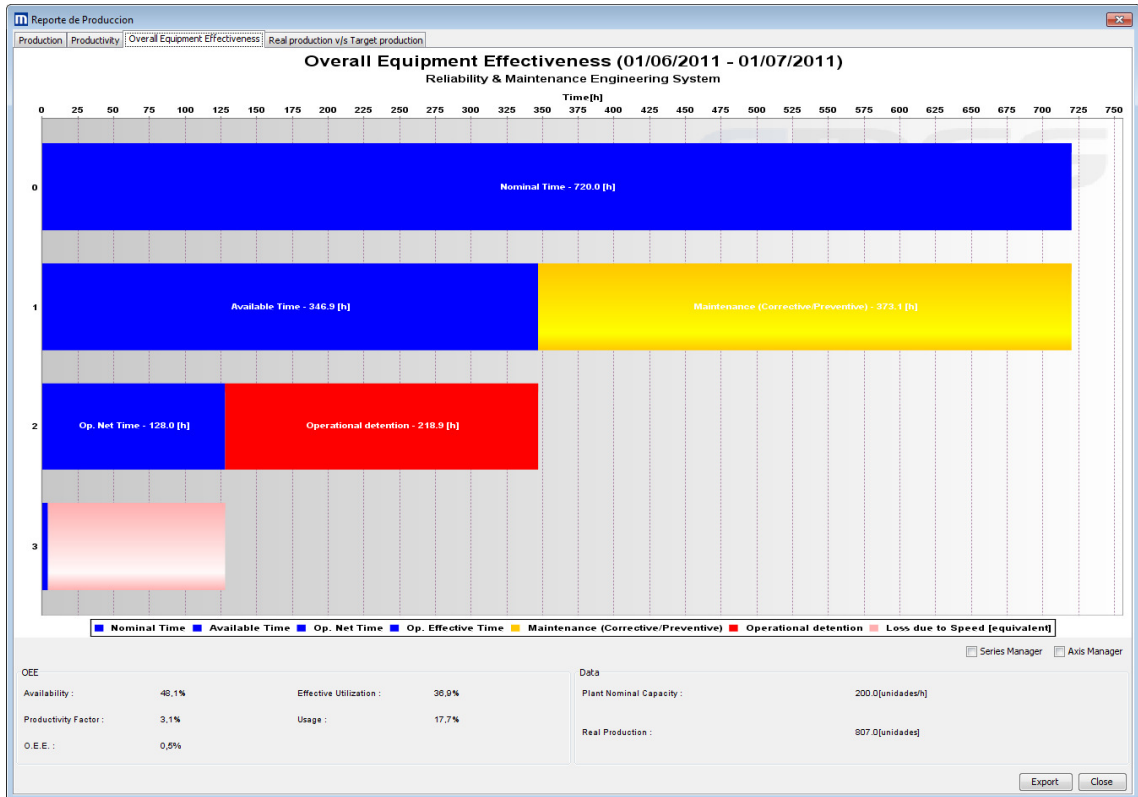 Reporte de Produccion
Production Productivity Overall Equipment Effectiveness Real production v/s Target production
Overall Equipment Effectiveness (01/06/2011 - 01/07/2011)
Reliability & Maintenance Engineering System
Time[h]
0 25 50 75 100 125 150 175 200 225 250 275 300 325 350 375 400 425 450 475 500 525 550 575 600 625 650 675 700 725 750
0 Nominal Time - 720.0 [h]
1 Available Time - 346.9 [h] Maintenance (Corrective/Preventive) - 373.1 [h]
2 Op. Net Time - 128.0 [h] Operational detention - 218.9 [h]
3
Nominal Time Available Time Op. Net Time Op. Effective Time Maintenance (Corrective/Preventive) Operational detention Loss due to Speed [equivalent]
Series Manager Axis Manager
OEE Data
Availability : 48,1% Effective Utilization : 36,9% Plant Nominal Capacity : 200.0[unidades/h]
Productivity Factor : 3,1% Usage : 17,7%
Real Production : 807.0[unidades]
O.E.E. : 0,5%
Export Close